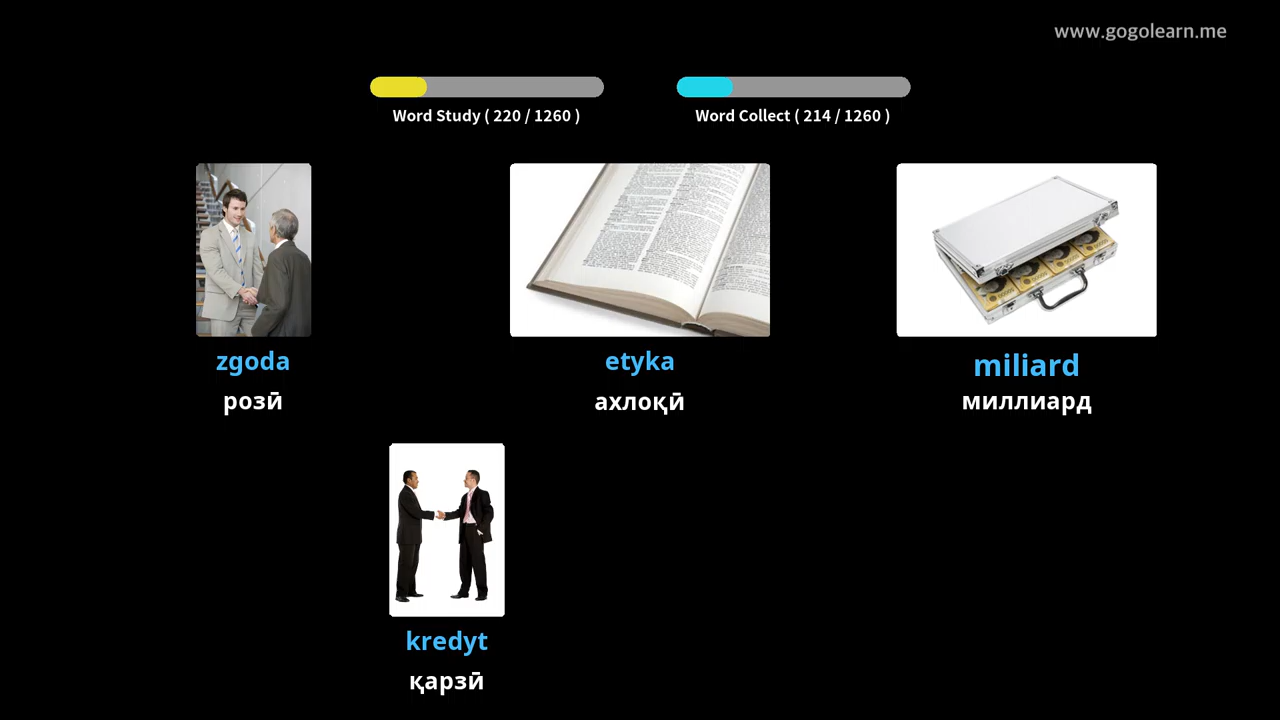 www.gogolearn.me
Word Study ( 220 / 1260 )
Word Collect ( 214 / 1260 )
zgoda
розӣ
etyka
ахлоқӣ
miliard
миллиард
kredyt
қарзӣ